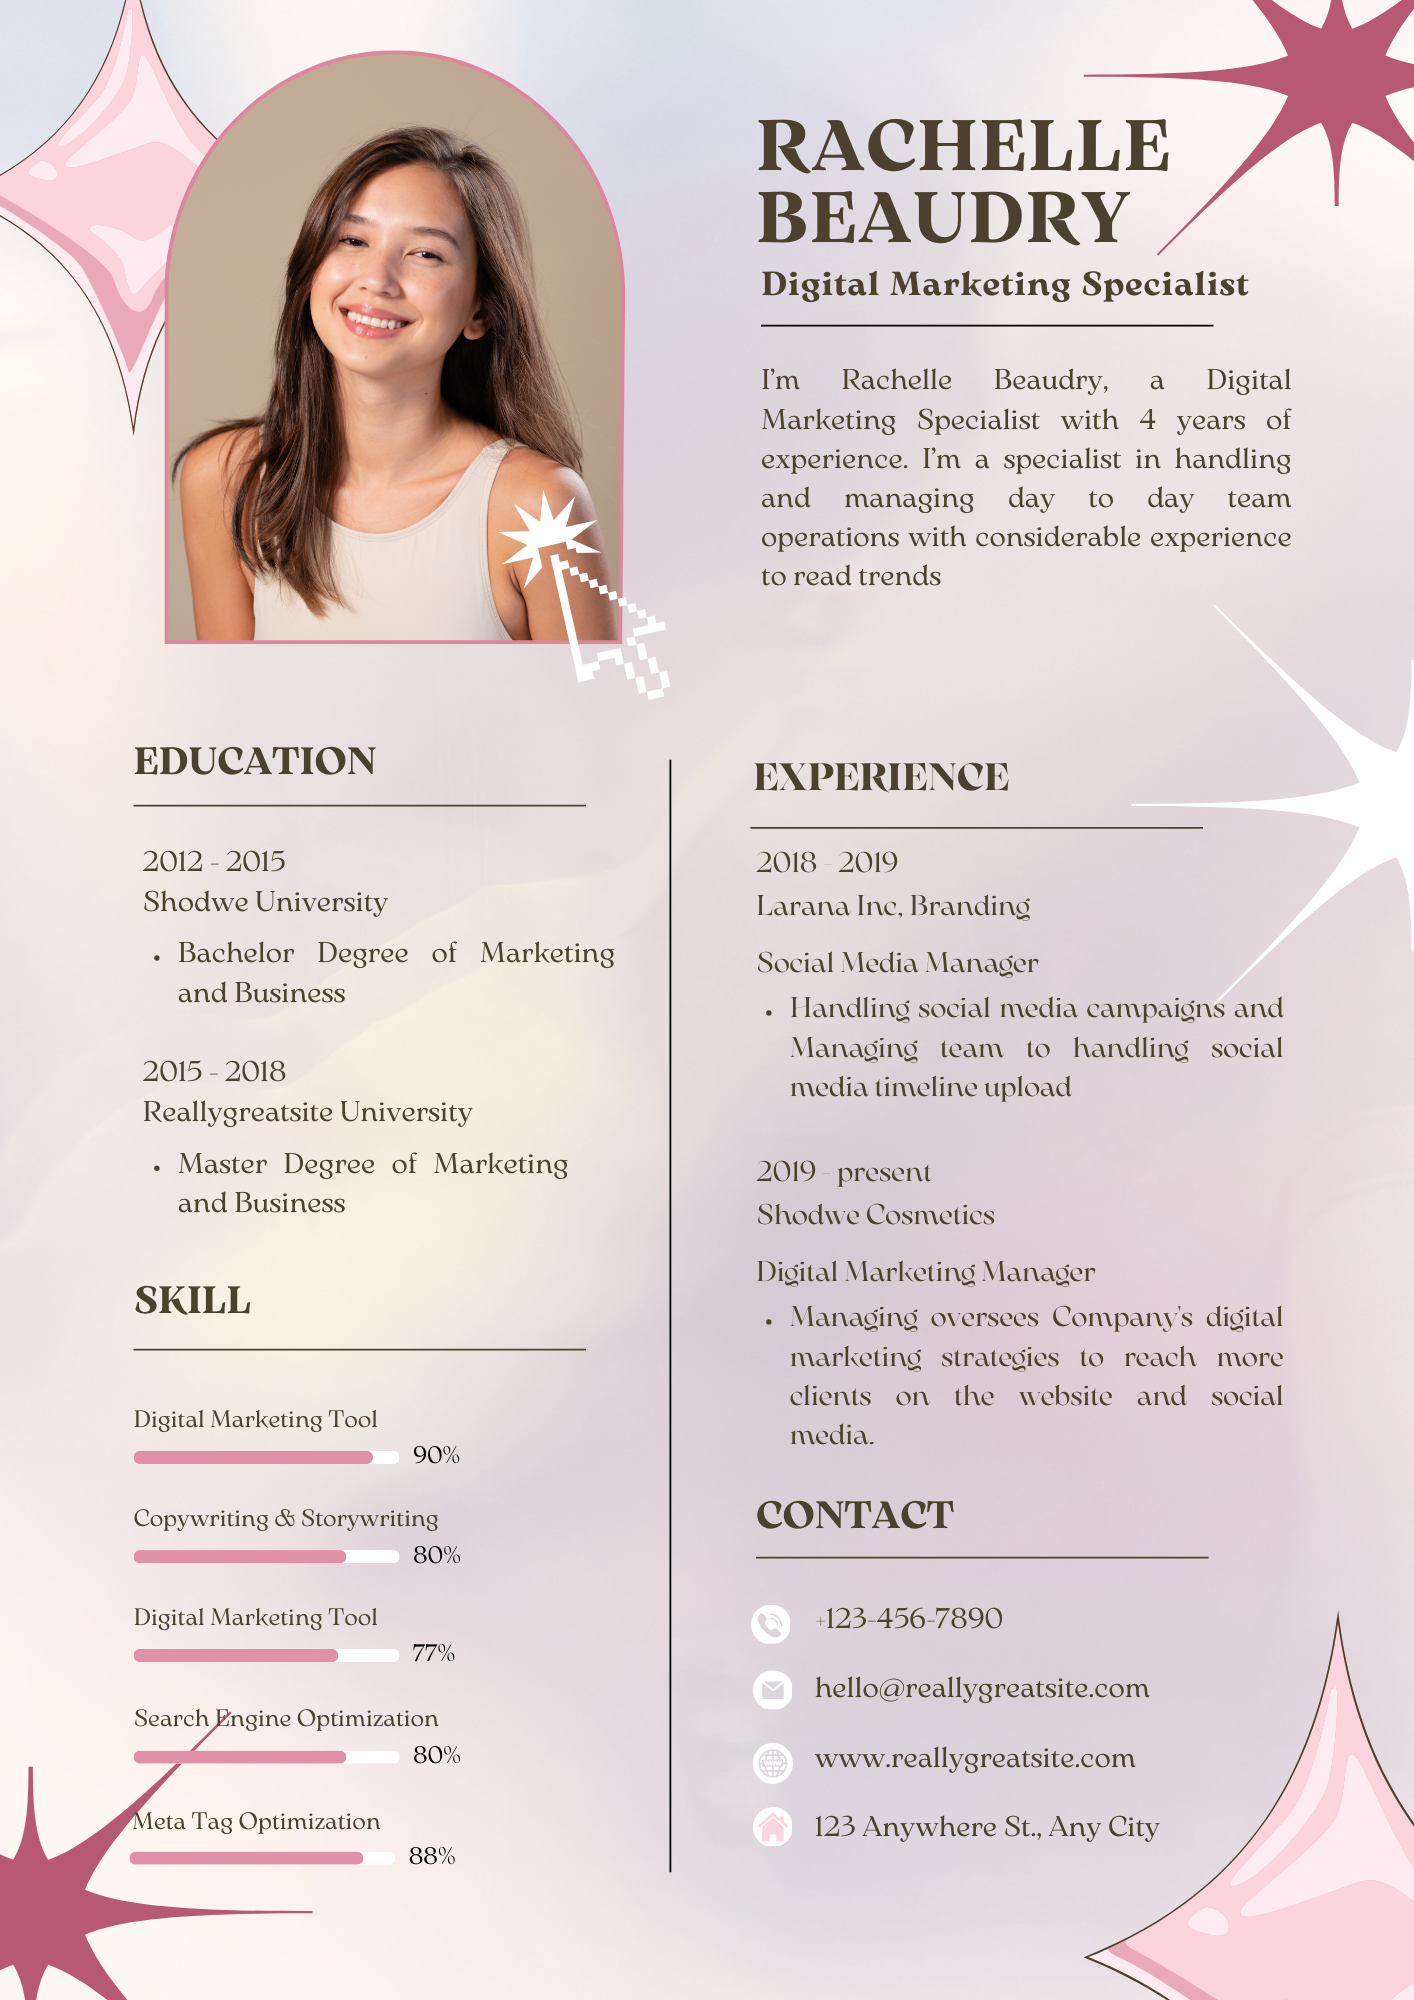 RACHELLE
BEAUDRY
Digital Marketing Specialist
I'm Rachelle Beaudry, a Digital
Marketing Specialist with 4 years of
experience. I'm a specialist in handling
and managing day to day team
operations with considerable experience
to read trends
EDUCATION
2012 - 2015
Shodwe University
• Bachelor Degree of Marketing
and Business
2015 - 2018
Reallygreatsite University
• Master Degree of Marketing
and Business
SKILL
Digital Marketing Tool
90%
Copywriting & Storywriting
80%
Digital Marketing Tool
77%
Search Engine Optimization
80%
Meta Tag Optimization
88%
EXPERIENCE
2018 - 2019
Larana Inc, Branding
Social Media Manager
• Handling social media campaigns and
Managing team to handling social
media timeline upload
2019 - present
Shodwe Cosmetics
Digital Marketing Manager
• Managing oversees Company's digital
marketing strategies to reach more
clients on the website and social
media.
CONTACT
+123-456-7890
hello@reallygreatsite.com
www.reallygreatsite.com
123 Anywhere St., Any City